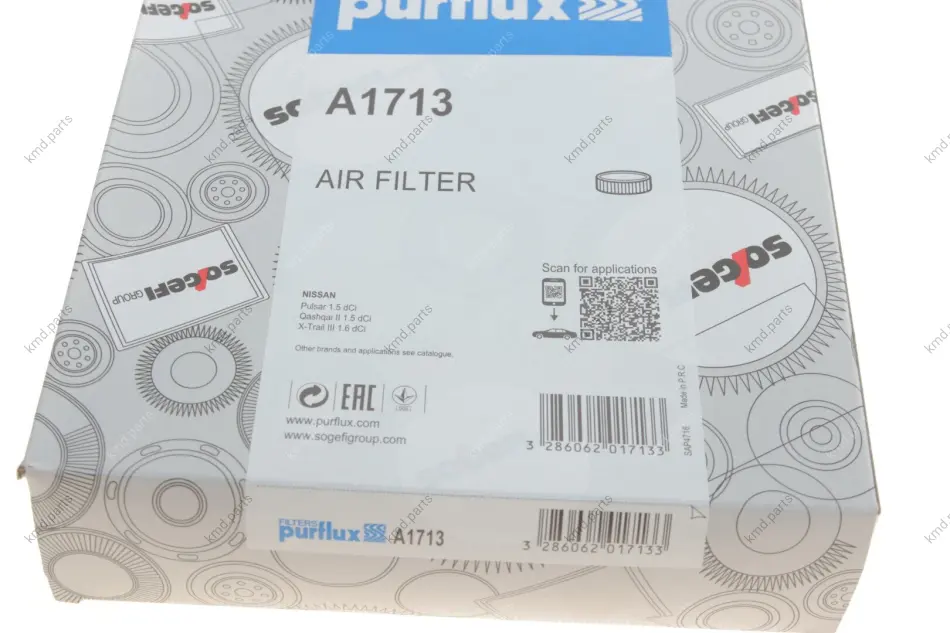 purflux
A1713
AIR FILTER
Scan for applications
NISSAN
Pulsar 1.5 dCi
Qashqai II 1.5 dCi
X-Trail III 1.6 dCi
Other brands and applications see catalogue.
EAC
www.purflux.com
www.sogefigroup.com
3 286062 017133
SAP4716
Made in P.R.C
FILTERS
purflux A1713
3 286062 017133
SOGEFI
SOGEFI
GROUP
SOGEFI
SOGEFI
GROUP
kmd.parts